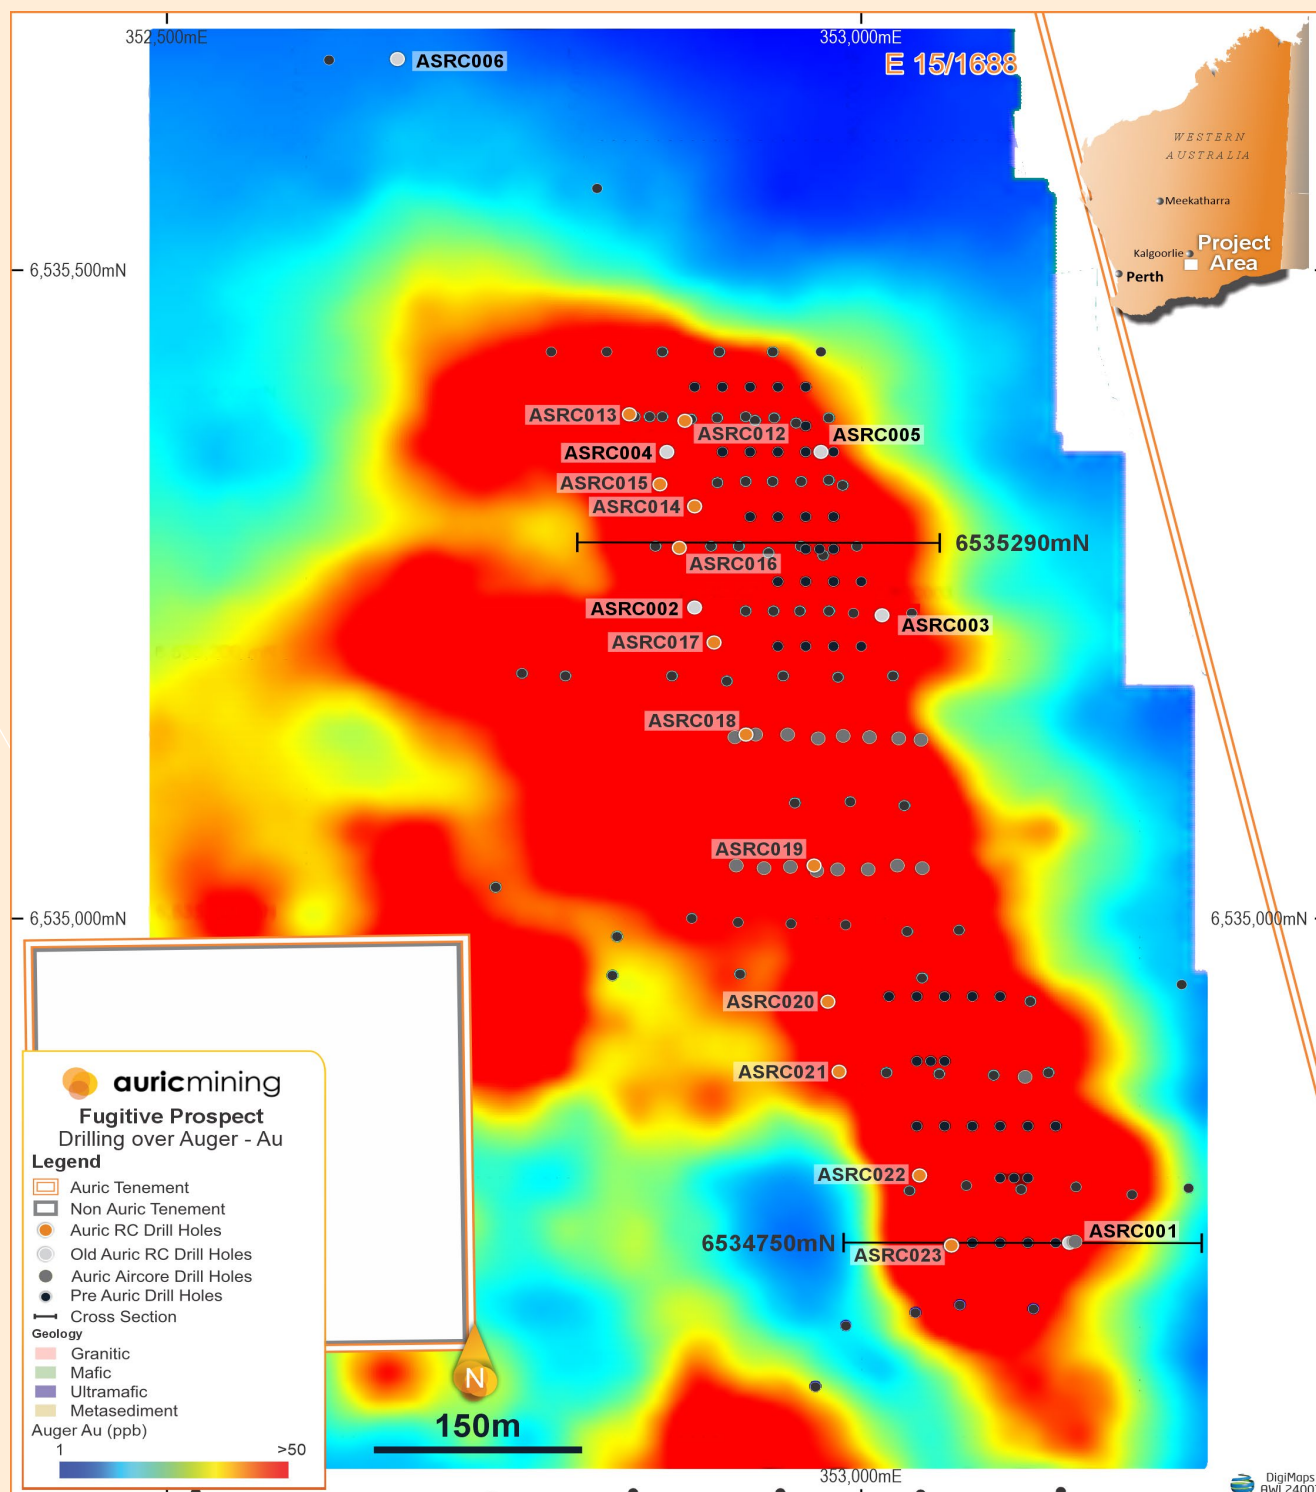 352,500mE
353,000mE
E 15/1688
ASRC006
WESTERN
AUSTRALIA
Meekatharra
Kalgoorlie
Project
Area
Perth
6,535,500mN
ASRC013
ASRC012
ASRC005
ASRC004
ASRC015
ASRC014
6535290mN
ASRC016
ASRC002
ASRC003
ASRC017
ASRC018
ASRC019
6,535,000mN
6,535,000mN
ASRC020
ASRC021
ASRC022
ASRC001
6534750mN
ASRC023
auricmining
Fugitive Prospect
Drilling over Auger - Au
Legend
Auric Tenement
Non Auric Tenement
Auric RC Drill Holes
Old Auric RC Drill Holes
Auric Aircore Drill Holes
Pre Auric Drill Holes
Cross Section
Geology
Granitic
Mafic
Ultramafic
Metasediment
Auger Au (ppb)
1
>50
N
150m
353,000mE
DigiMaps